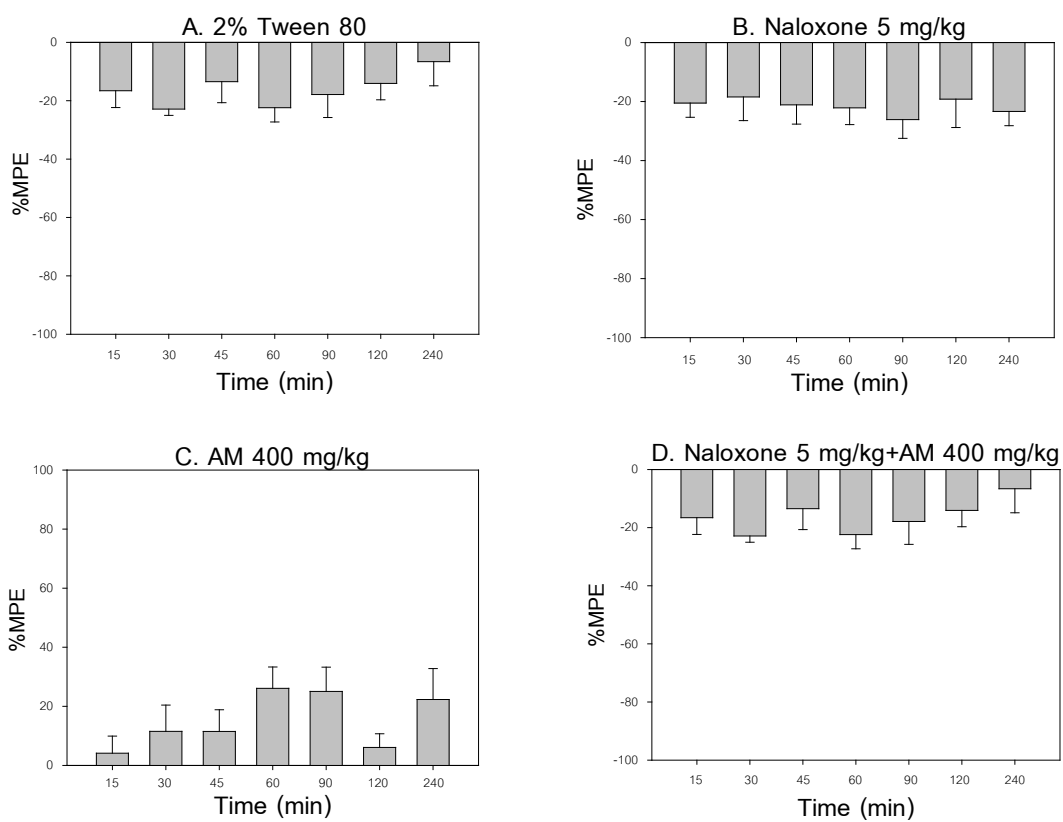 A. 2% Tween 80
0
-20
-40
-60
-80
-100
%MPE
15 30 45 60 90 120 240
Time (min)
B. Naloxone 5 mg/kg
0
-20
-40
-60
-80
-100
%MPE
15 30 45 60 90 120 240
Time (min)
C. AM 400 mg/kg
100
80
60
40
20
0
%MPE
15 30 45 60 90 120 240
Time (min)
D. Naloxone 5 mg/kg+AM 400 mg/kg
0
-20
-40
-60
-80
-100
%MPE
15 30 45 60 90 120 240
Time (min)